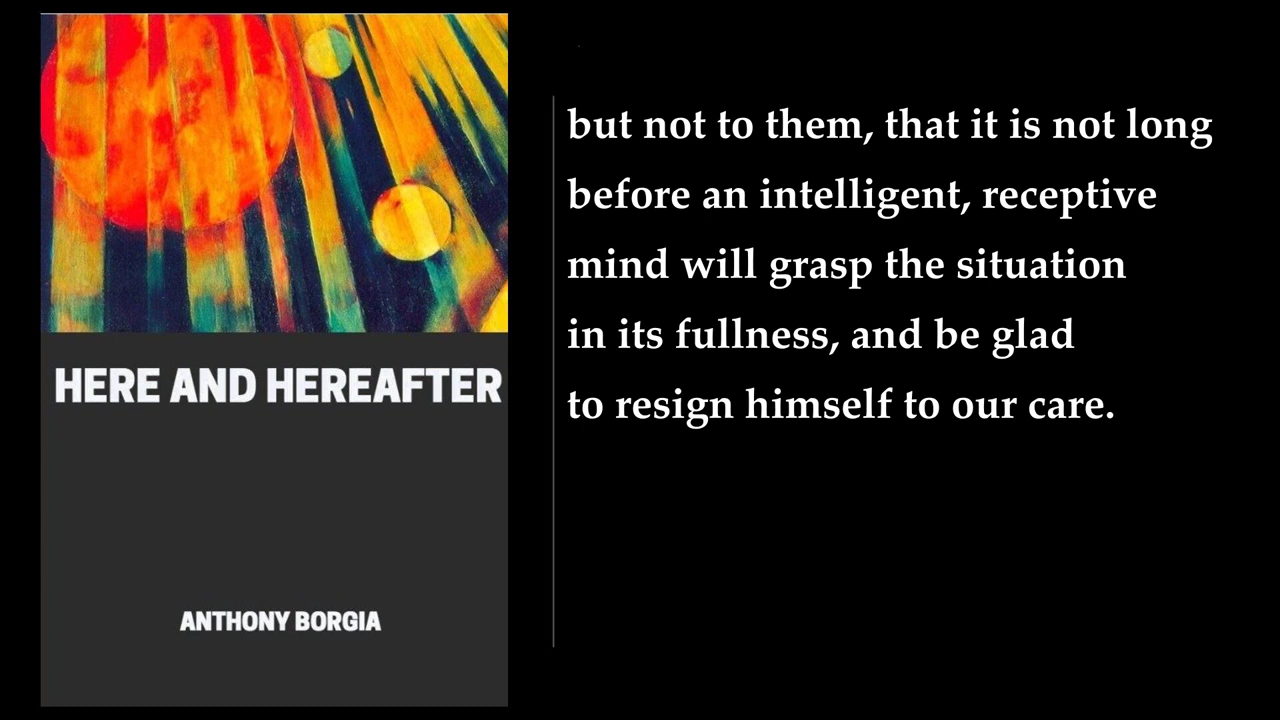 HERE AND HEREAFTER
ANTHONY BORGIA
but not to them, that it is not long
before an intelligent, receptive
mind will grasp the situation
in its fullness, and be glad
to resign himself to our care.